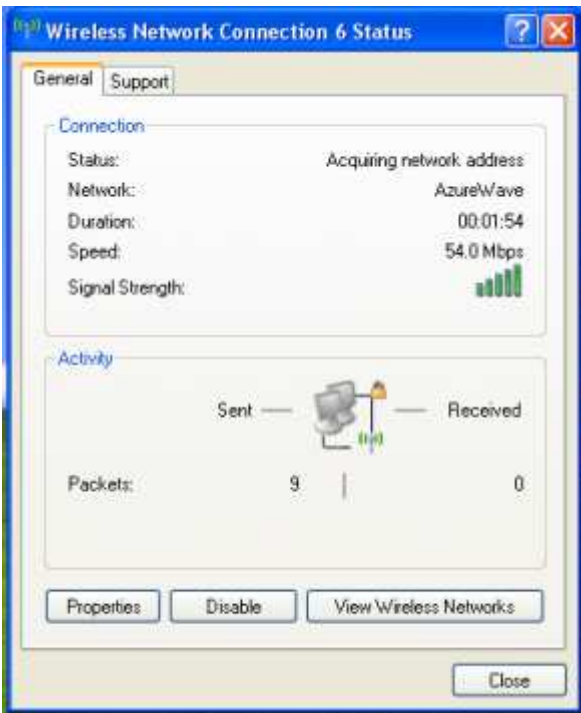 Wireless Network Connection 6 Status
General Support
Connection
Status: Acquiring network address
Network: AzureWave
Duration: 00:01:54
Speed: 54.0 Mbps
Signal Strength:
Activity
Sent Received
Packets: 9 0
Properties Disable View Wireless Networks
Close